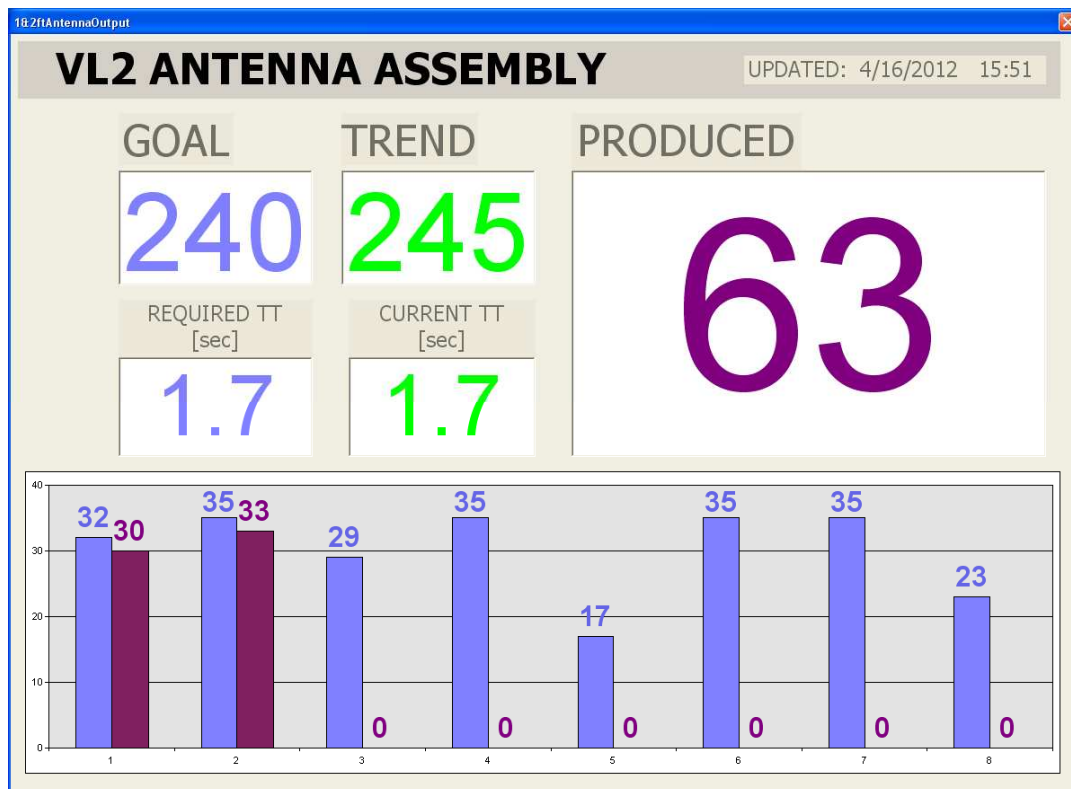 1&2ftAntennaOutput
VL2 ANTENNA ASSEMBLY
UPDATED: 4/16/2012 15:51
GOAL TREND PRODUCED
240 245 63
REQUIRED TT CURRENT TT
[sec] [sec]
1.7 1.7
40
32 30 35 33 29 35 35 35
30
23
20
17
10
0 0 0 0 0 0
0
1 2 3 4 5 6 7 8